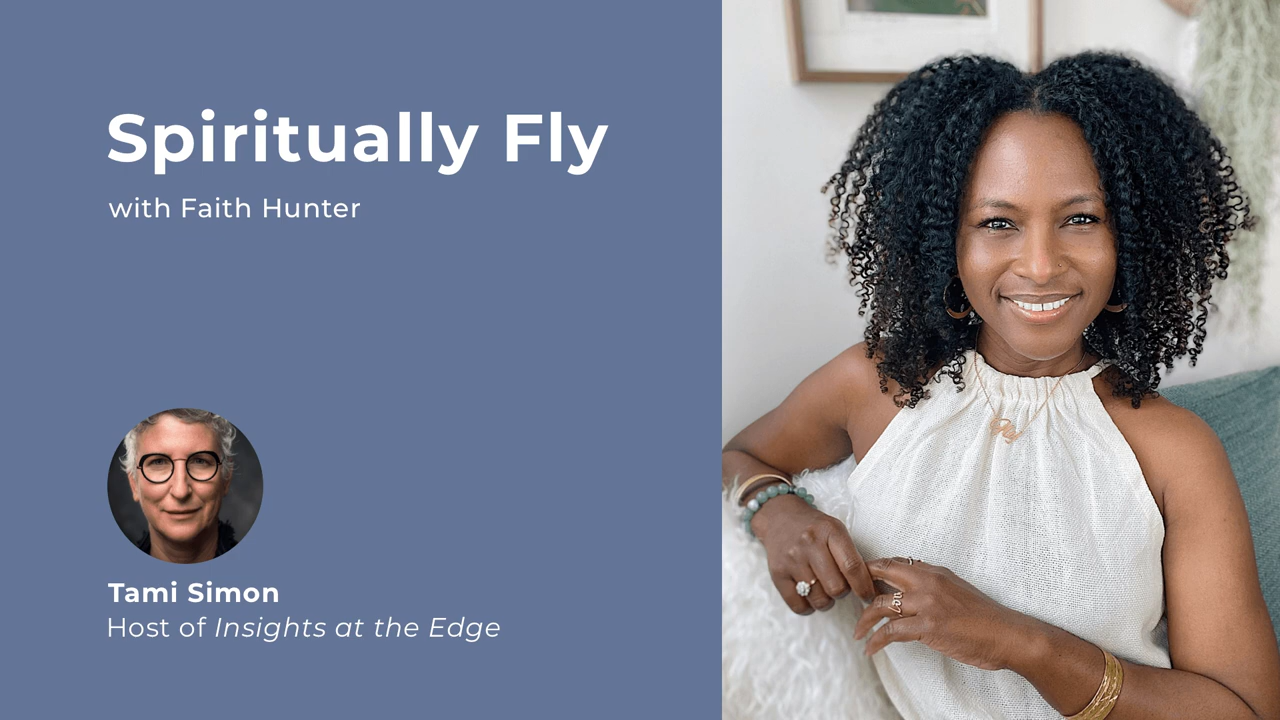 Spiritually Fly
with Faith Hunter
Tami Simon
Host of Insights at the Edge